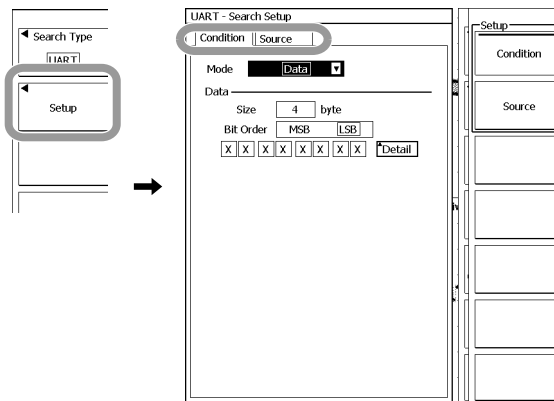 Search Type
UART
Setup
UART - Search Setup
Condition
Source
Mode
Data
Data
Size
4
byte
Bit Order
MSB
LSB
X X X X X X X X
Detail
Setup
Condition
Source